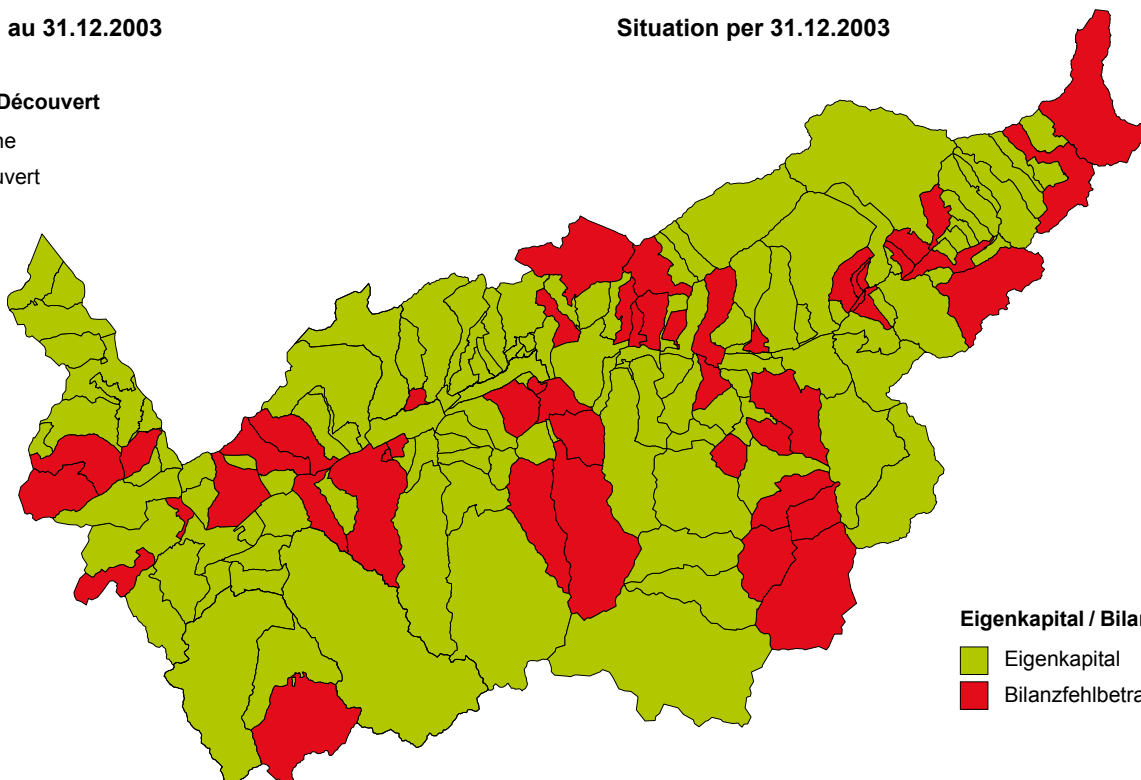 au 31.12.2003
Situation per 31.12.2003
Découvert
Eigenkapital /
Eigenkapital